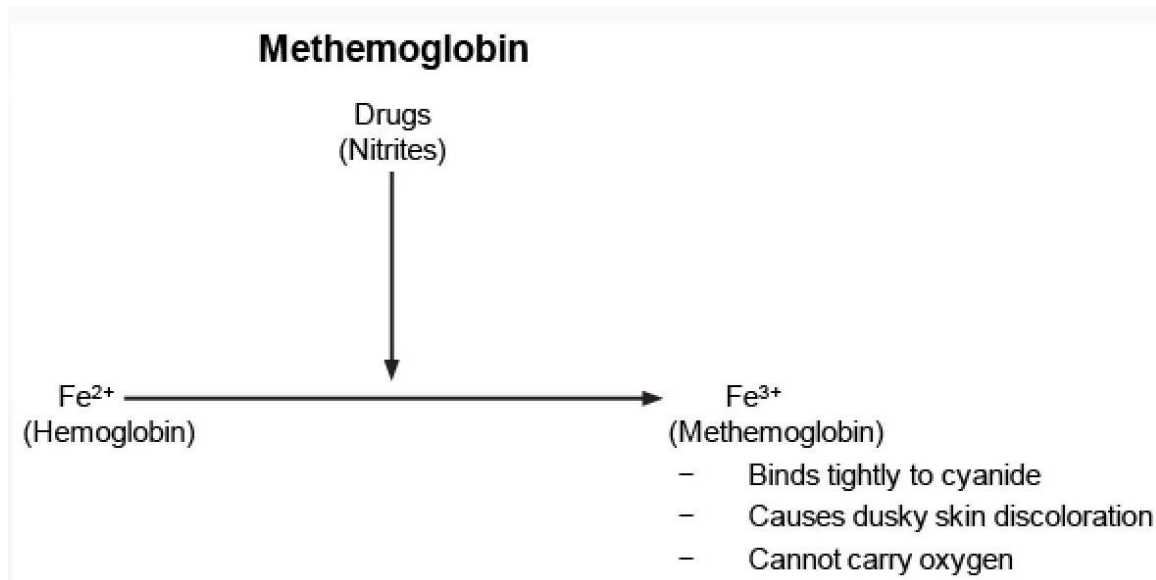 Methemoglobin
Drugs
(Nitrites)
Fe²⁺
(Hemoglobin)
Fe³⁺
(Methemoglobin)
– Binds tightly to cyanide
– Causes dusky skin discoloration
– Cannot carry oxygen